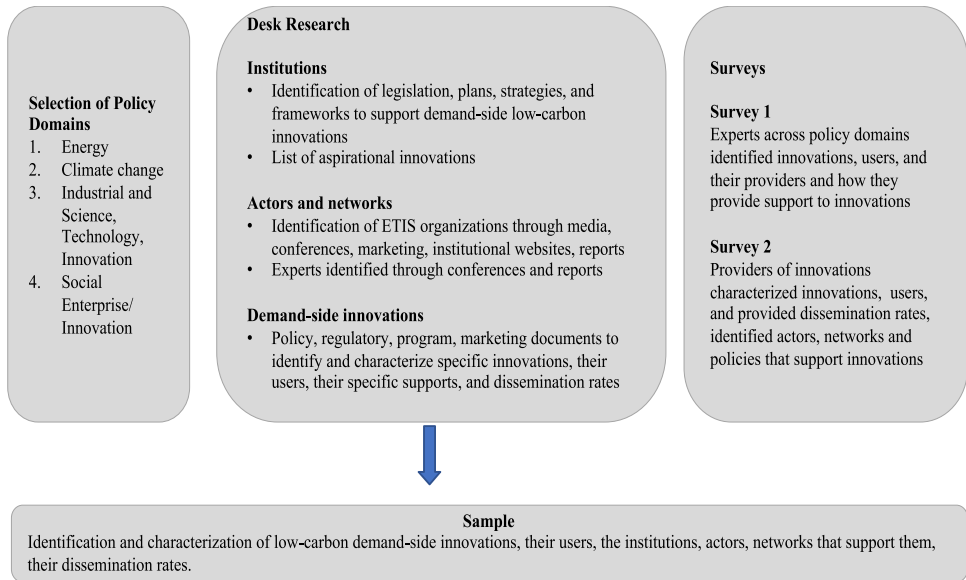 Selection of Policy
Domains
1. Energy
2. Climate change
3. Industrial and
Science,
Technology,
Innovation
4. Social
Enterprise/
Innovation
Desk Research
Institutions
• Identification of legislation, plans, strategies, and
frameworks to support demand-side low-carbon
innovations
• List of aspirational innovations
Actors and networks
• Identification of ETIS organizations through media,
conferences, marketing, institutional websites, reports
• Experts identified through conferences and reports
Demand-side innovations
• Policy, regulatory, program, marketing documents to
identify and characterize specific innovations, their
users, their specific supports, and dissemination rates
Surveys
Survey 1
Experts across policy domains
identified innovations, users, and
their providers and how they
provide support to innovations
Survey 2
Providers of innovations
characterized innovations, users,
and provided dissemination rates,
identified actors, networks and
policies that support innovations
Sample
Identification and characterization of low-carbon demand-side innovations, their users, the institutions, actors, networks that support them,
their dissemination rates.